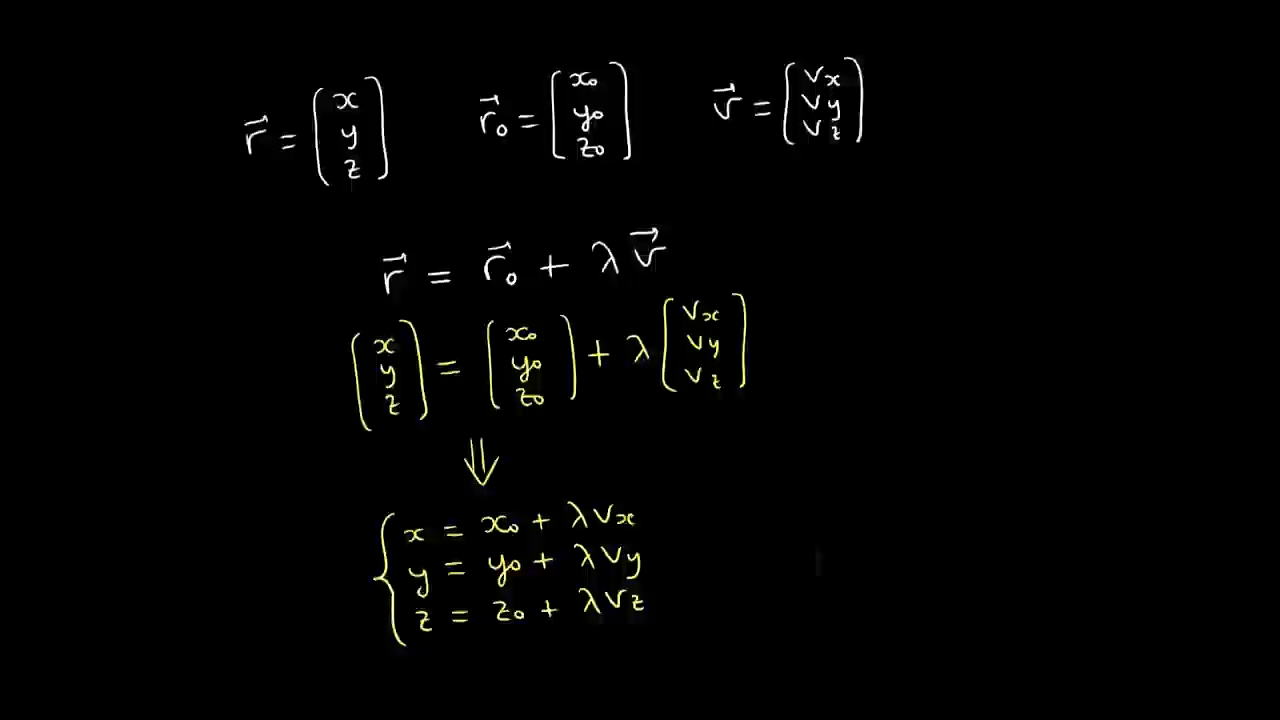 r⃗ = (x y z) r⃗₀ = (x₀ y₀ z₀) v⃗ = (vx vy vz)
r⃗ = r⃗₀ + λ v⃗
(x y z) = (x₀ y₀ z₀) + λ (vx vy vz)
⇓
{ x = x₀ + λvx
y = y₀ + λvy
z = z₀ + λvz